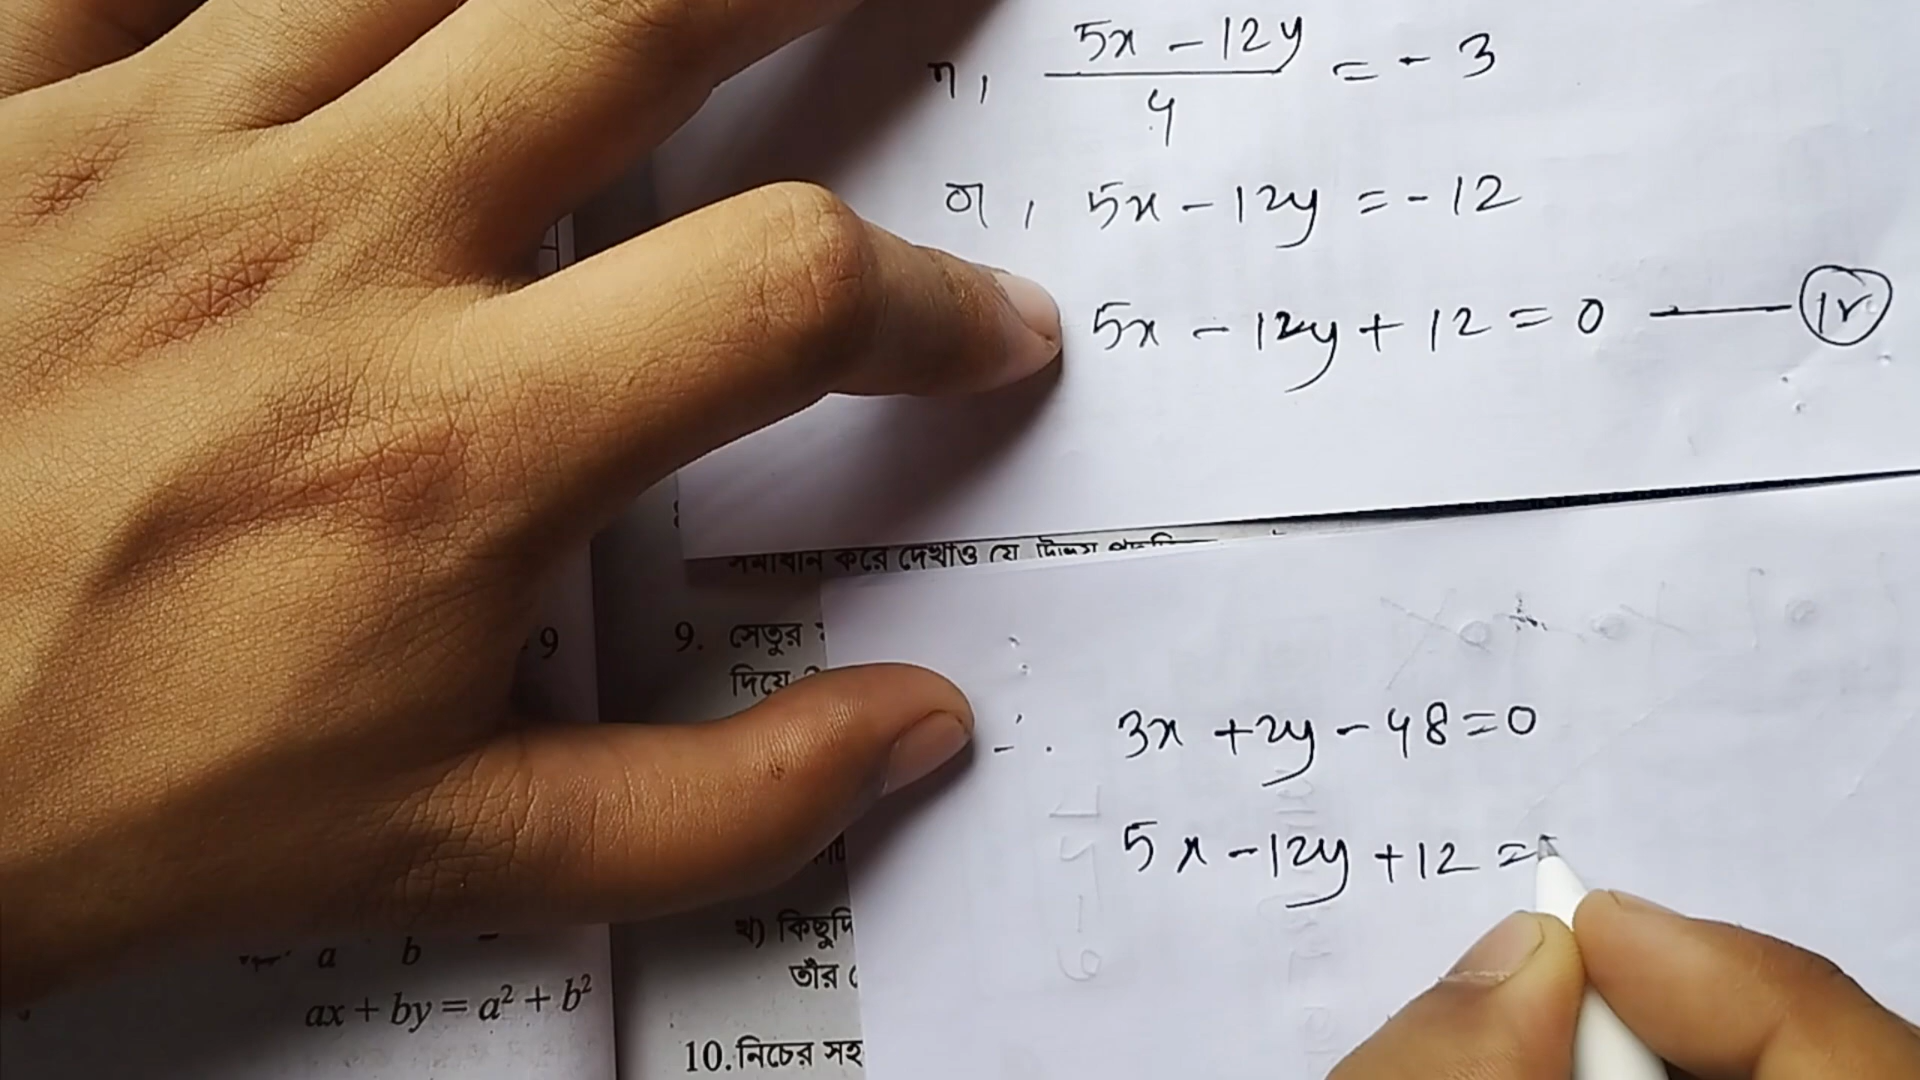 বা, 5x - 12y / 4 = - 3
বা, 5x - 12y = - 12
5x - 12y + 12 = 0 —— (iv)
সমাধান করে দেখাও যে
9
9. সেতুর
দিয়ে
∴ 3x + 2y - 48 = 0
5x - 12y + 12 =
খ) কিছুদি
তাঁর
a b
ax + by = a² + b²
10. নিচের সহ